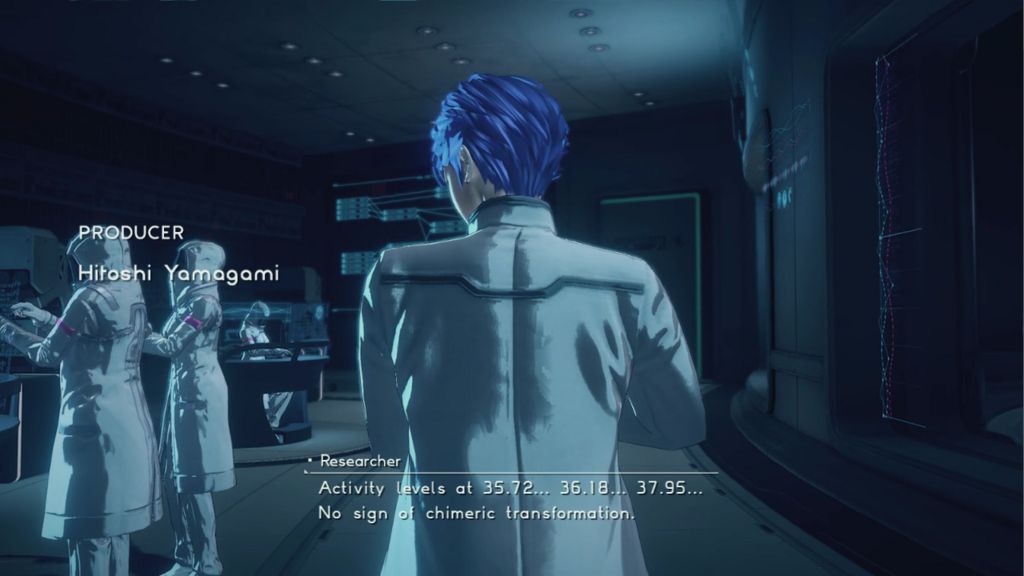 PRODUCER
Hitoshi Yamagami
• Researcher
Activity levels at 35.72... 36.18... 37.95...
No sign of chimeric transformation.